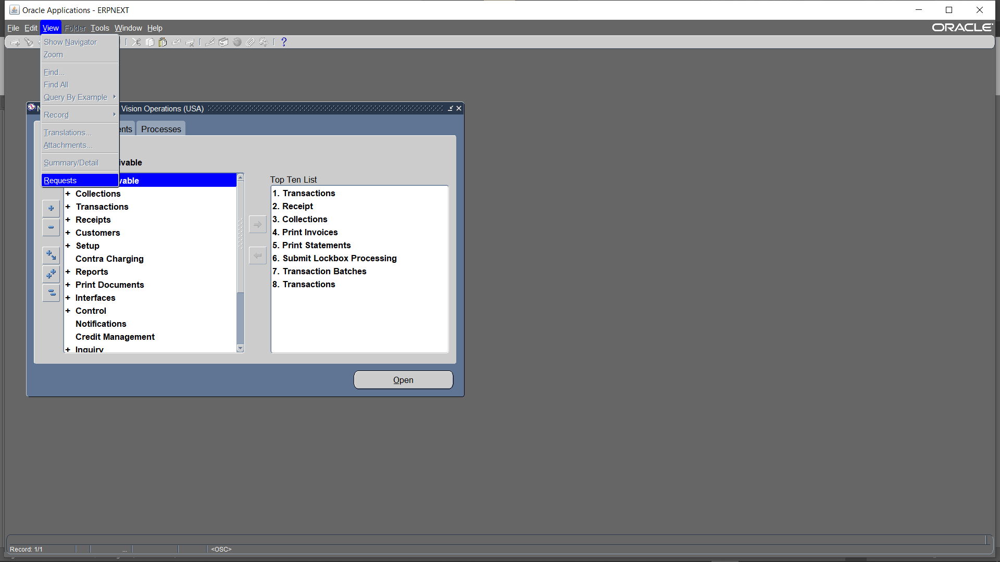 Oracle Applications - ERPNEXT
File Edit View Folder Tools Window Help
ORACLE
Show Navigator
Zoom
Find...
Find All
Query By Example
Record
Translations...
Attachments...
Summary/Detail
Requests
Vision Operations (USA)
Processes
Collections
Transactions
Receipts
Customers
Setup
Contra Charging
Reports
Print Documents
Interfaces
Control
Notifications
Credit Management
Inquiry
Top Ten List
1. Transactions
2. Receipt
3. Collections
4. Print Invoices
5. Print Statements
6. Submit Lockbox Processing
7. Transaction Batches
8. Transactions
Open
Record: 1/1 ... <OSC>